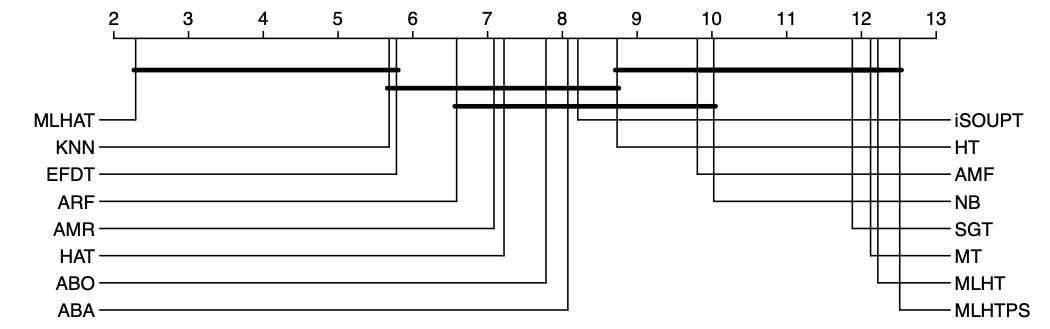 2 3 4 5 6 7 8 9 10 11 12 13
MLHAT iSOUPT
KNN HT
EFDT AMF
ARF NB
AMR SGT
HAT MT
ABO MLHT
ABA MLHTPS